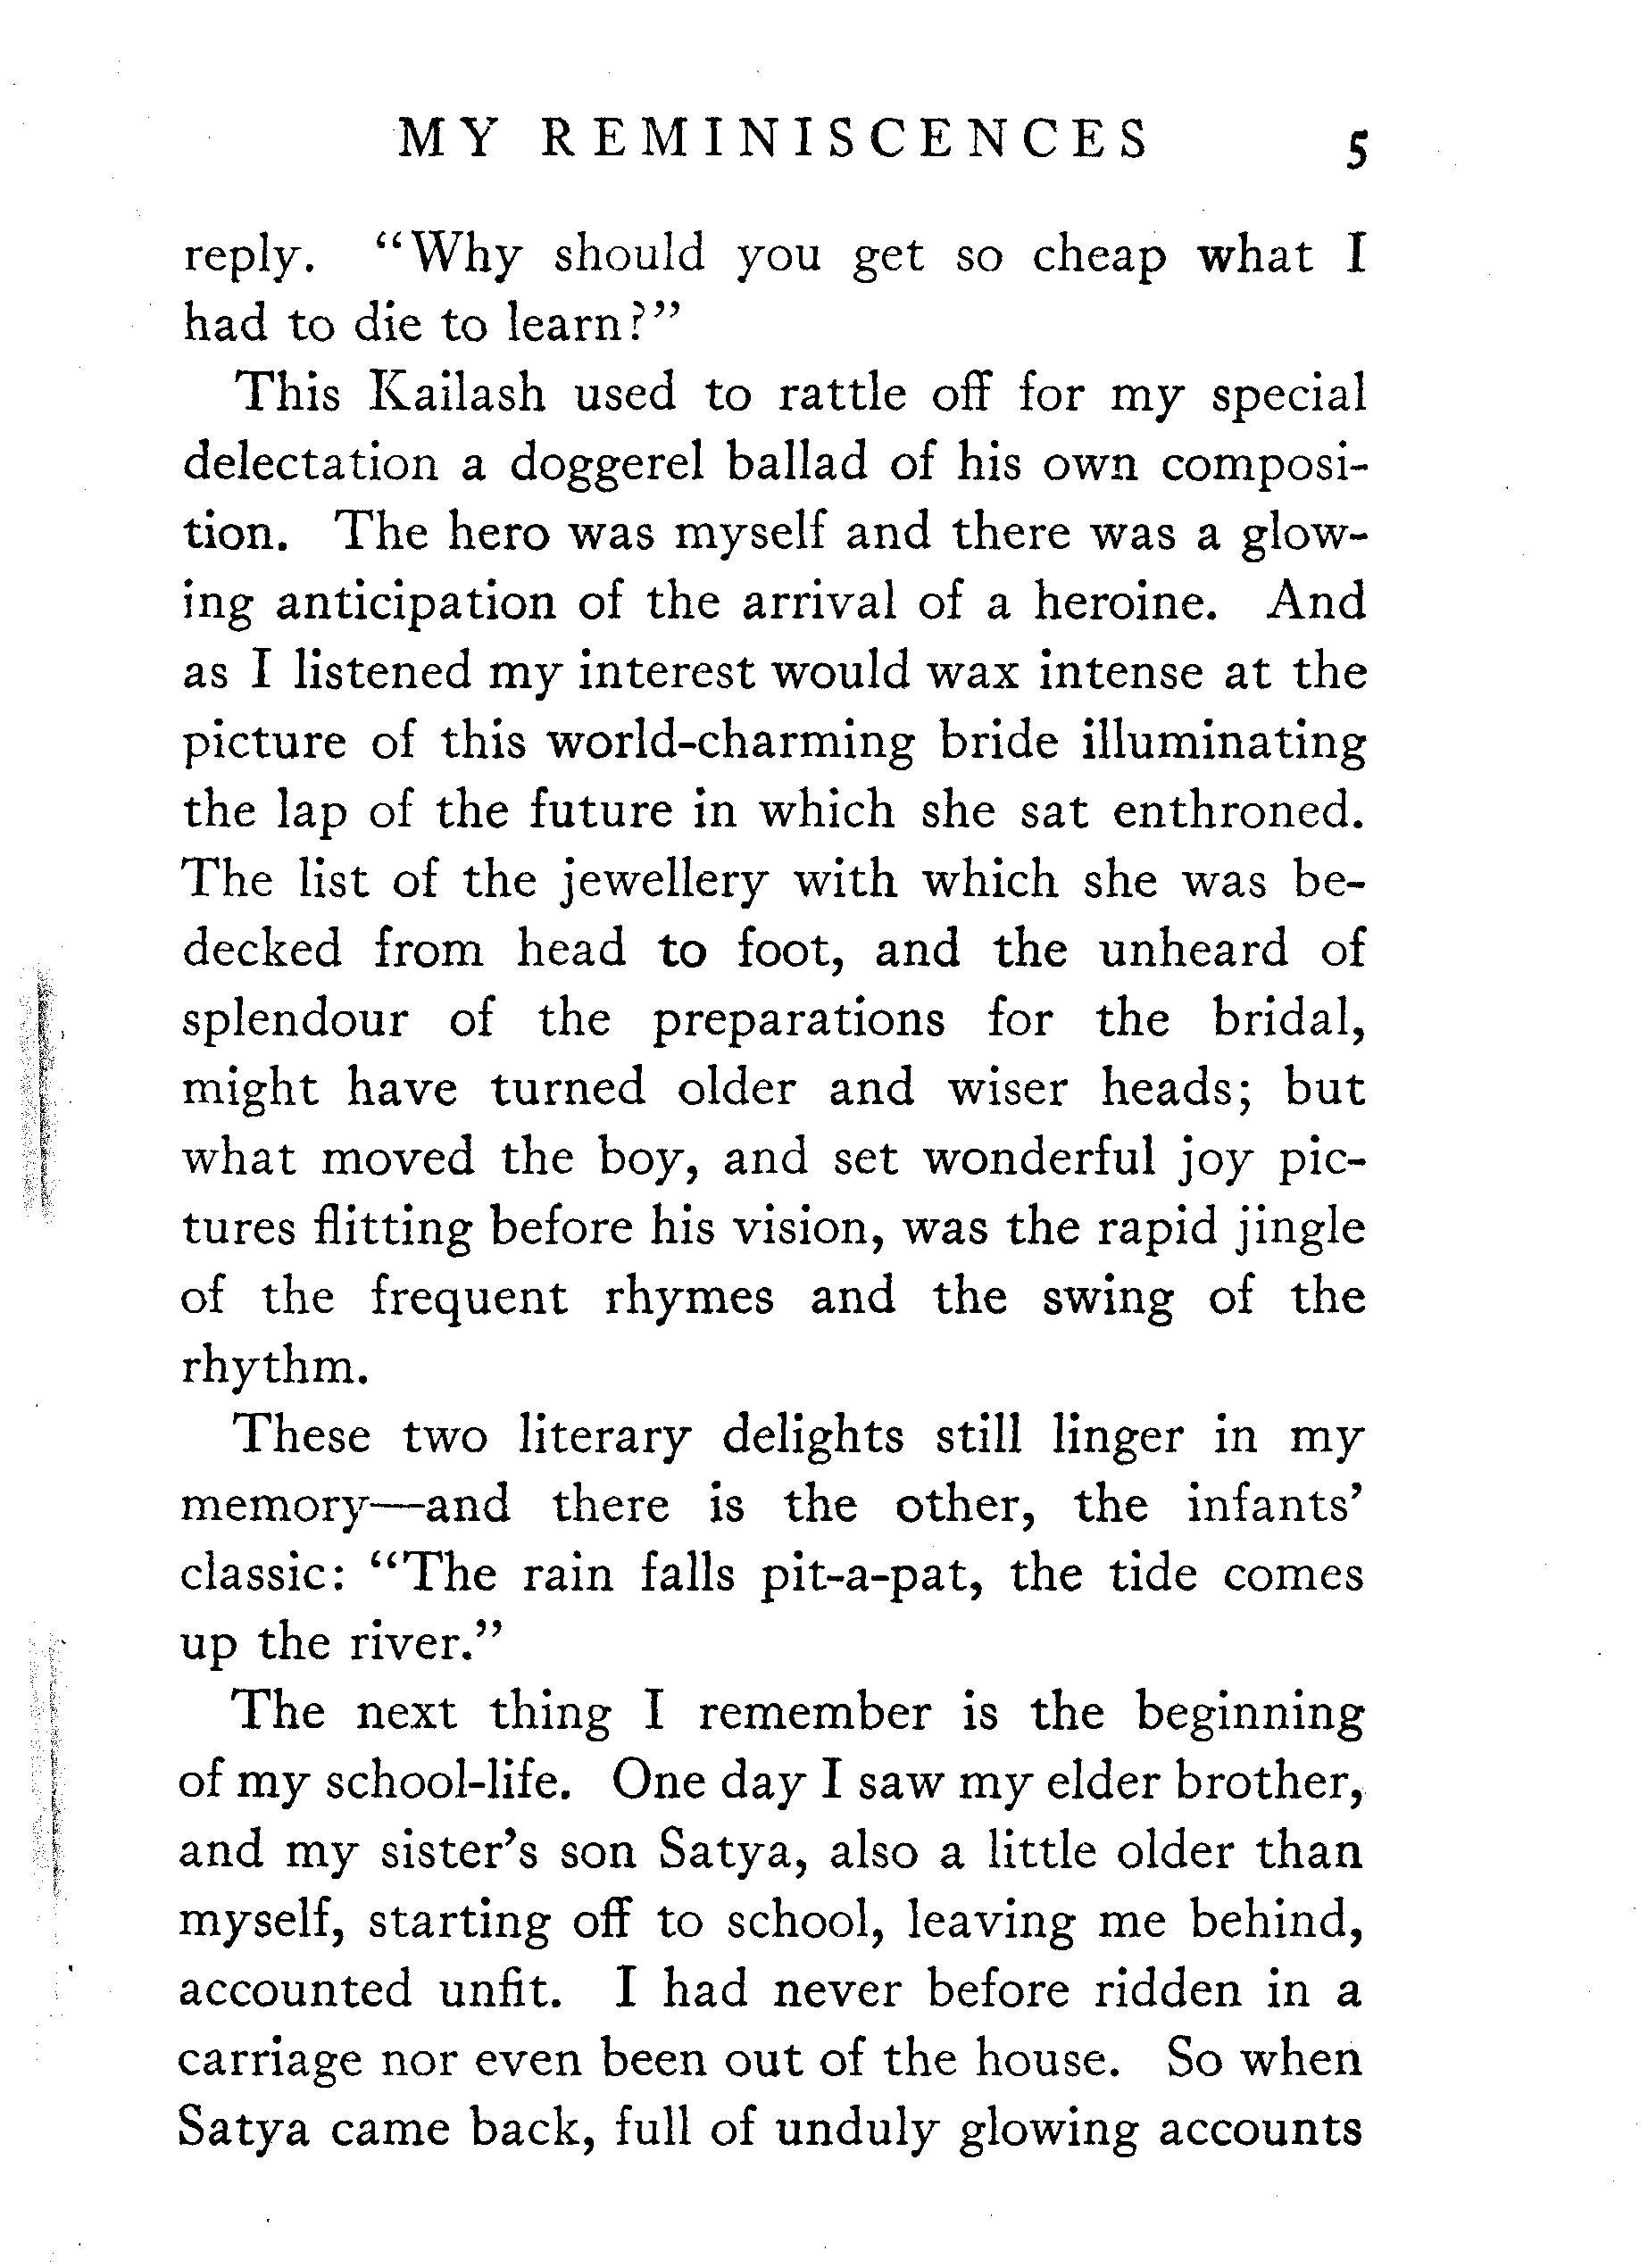 MY REMINISCENCES 5
reply. “Why should you get so cheap what I
had to die to learn?”
This Kailash used to rattle off for my special
delectation a doggerel ballad of his own composi-
tion. The hero was myself and there was a glow-
ing anticipation of the arrival of a heroine. And
as I listened my interest would wax intense at the
picture of this world-charming bride illuminating
the lap of the future in which she sat enthroned.
The list of the jewellery with which she was be-
decked from head to foot, and the unheard of
splendour of the preparations for the bridal,
might have turned older and wiser heads; but
what moved the boy, and set wonderful joy pic-
tures flitting before his vision, was the rapid jingle
of the frequent rhymes and the swing of the
rhythm.
These two literary delights still linger in my
memory—and there is the other, the infants’
classic: “The rain falls pit-a-pat, the tide comes
up the river.”
The next thing I remember is the beginning
of my school-life. One day I saw my elder brother,
and my sister’s son Satya, also a little older than
myself, starting off to school, leaving me behind,
accounted unfit. I had never before ridden in a
carriage nor even been out of the house. So when
Satya came back, full of unduly glowing accounts